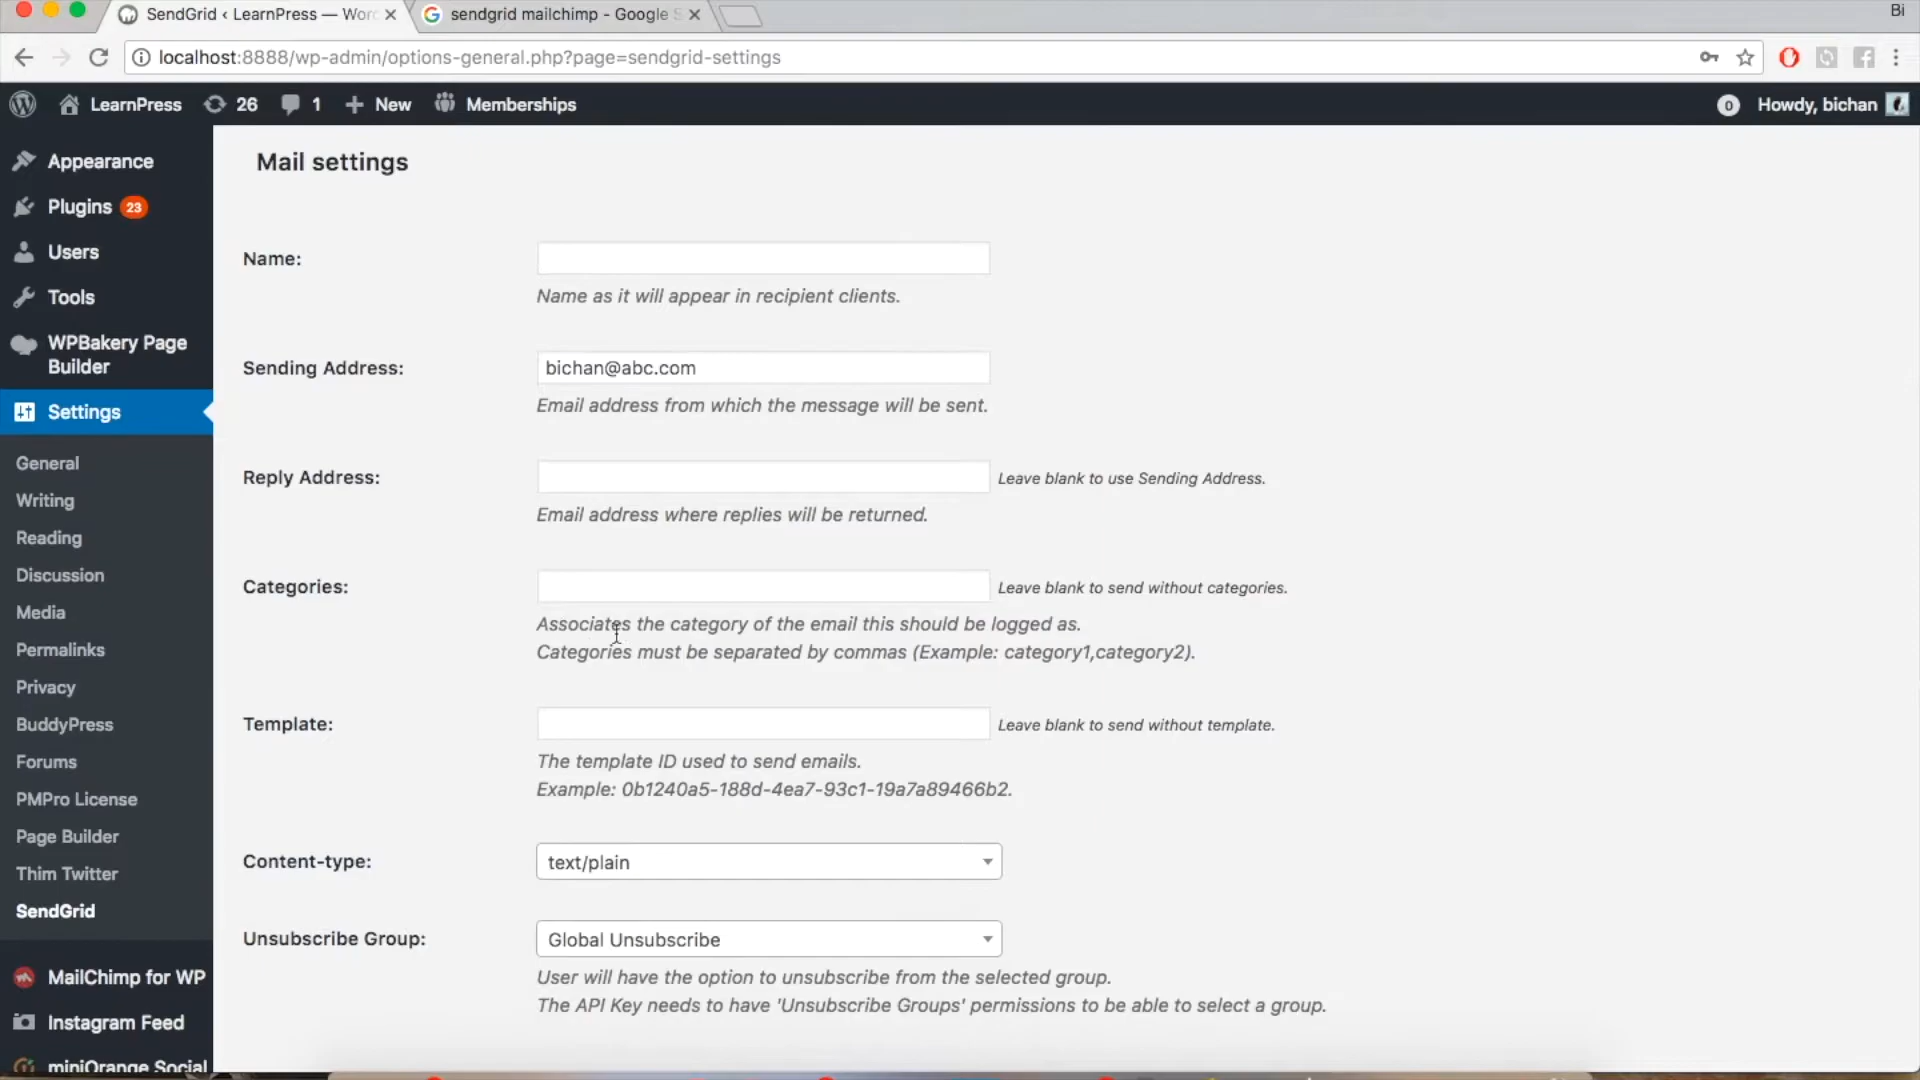 SendGrid ‹ LearnPress — Word
sendgrid mailchimp - Google S
Bi
localhost:8888/wp-admin/options-general.php?page=sendgrid-settings
LearnPress
26
1
New
Memberships
0
Howdy, bichan
Appearance
Plugins 23
Users
Tools
WPBakery Page
Builder
Settings
General
Writing
Reading
Discussion
Media
Permalinks
Privacy
BuddyPress
Forums
PMPro License
Page Builder
Thim Twitter
SendGrid
MailChimp for WP
Instagram Feed
miniOrange Social
Mail settings
Name:
Name as it will appear in recipient clients.
Sending Address:
bichan@abc.com
Email address from which the message will be sent.
Reply Address:
Leave blank to use Sending Address.
Email address where replies will be returned.
Categories:
Leave blank to send without categories.
Associates the category of the email this should be logged as.
Categories must be separated by commas (Example: category1,category2).
Template:
Leave blank to send without template.
The template ID used to send emails.
Example: 0b1240a5-188d-4ea7-93c1-19a7a89466b2.
Content-type:
text/plain
Unsubscribe Group:
Global Unsubscribe
User will have the option to unsubscribe from the selected group.
The API Key needs to have 'Unsubscribe Groups' permissions to be able to select a group.